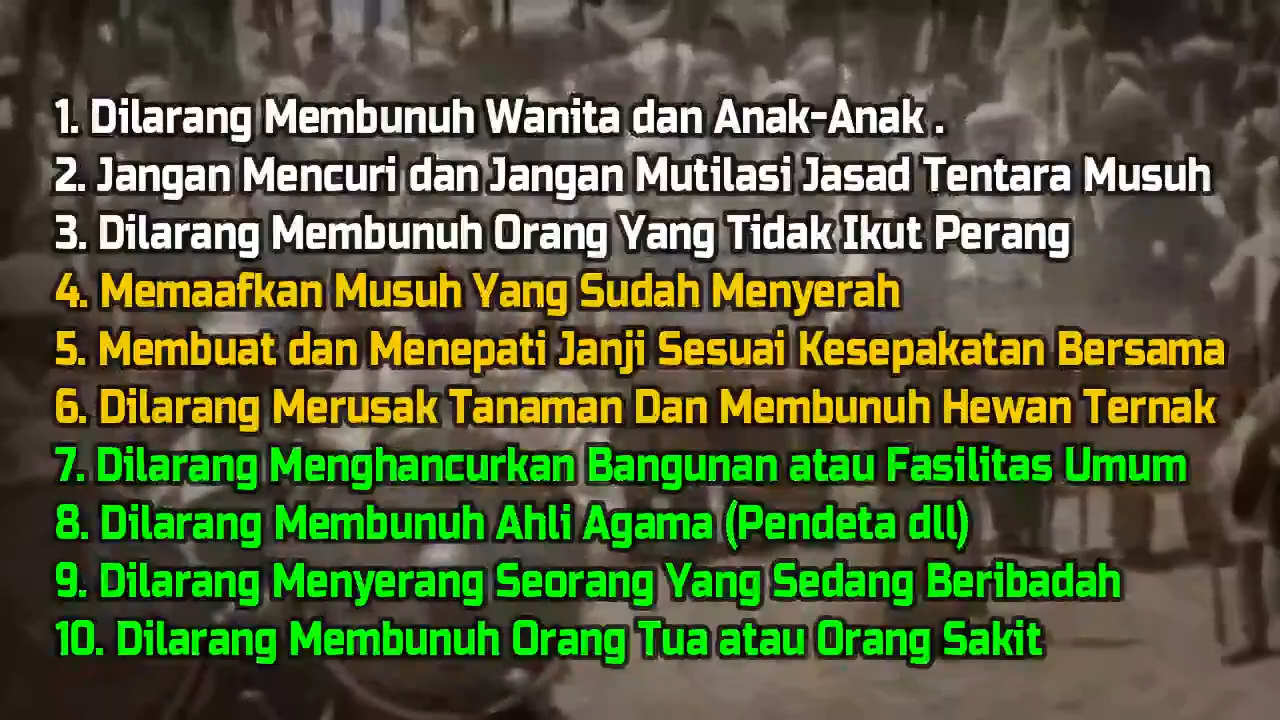 1. Dilarang Membunuh Wanita dan Anak-Anak .
2. Jangan Mencuri dan Jangan Mutilasi Jasad Tentara Musuh
3. Dilarang Membunuh Orang Yang Tidak Ikut Perang
4. Memaafkan Musuh Yang Sudah Menyerah
5. Membuat dan Menepati Janji Sesuai Kesepakatan Bersama
6. Dilarang Merusak Tanaman Dan Membunuh Hewan Ternak
7. Dilarang Menghancurkan Bangunan atau Fasilitas Umum
8. Dilarang Membunuh Ahli Agama (Pendeta dll)
9. Dilarang Menyerang Seorang Yang Sedang Beribadah
10. Dilarang Membunuh Orang Tua atau Orang Sakit